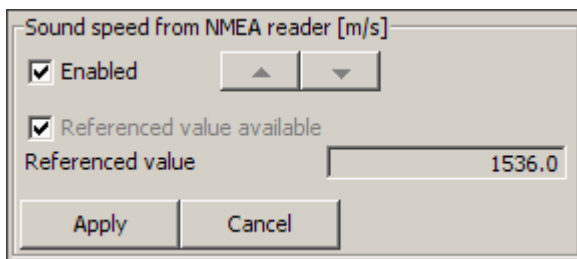 Sound speed from NMEA reader [m/s]
Enabled
Referenced value available
Referenced value 1536.0
Apply Cancel